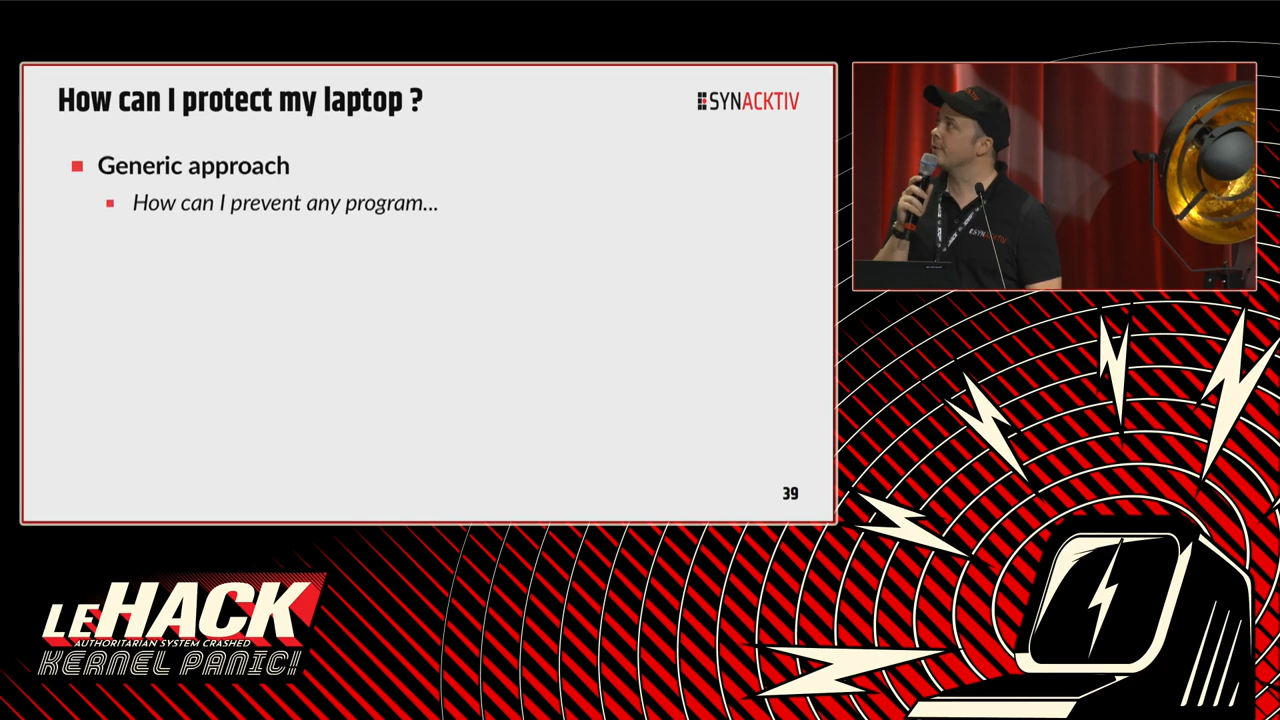 How can I protect my laptop ?
SYNACKTIV
Generic approach
How can I prevent any program...
39
SYNACKTIV
LEHACK
AUTHORITARIAN SYSTEM CRASHED
KERNEL PANIC!